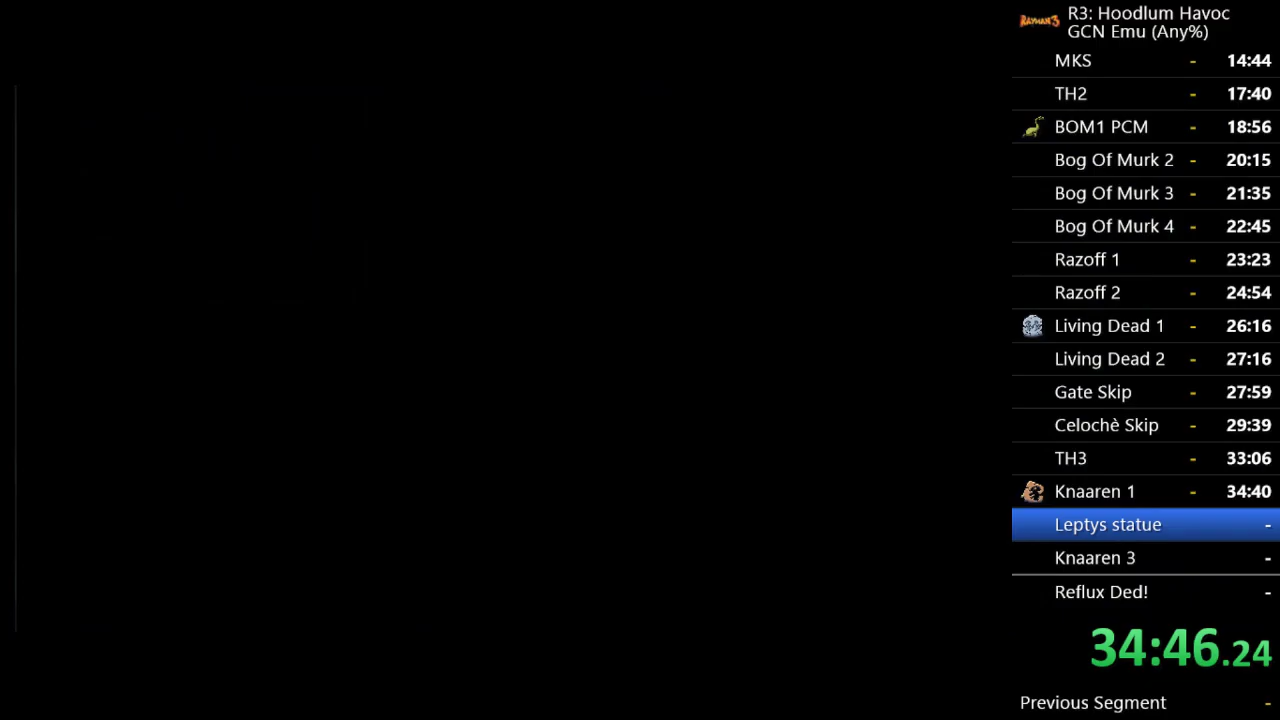 RAYMAN3
R3: Hoodlum Havoc
GCN Emu (Any%)
MKS - 14:44
TH2 - 17:40
BOM1 PCM - 18:56
Bog Of Murk 2 - 20:15
Bog Of Murk 3 - 21:35
Bog Of Murk 4 - 22:45
Razoff 1 - 23:23
Razoff 2 - 24:54
Living Dead 1 - 26:16
Living Dead 2 - 27:16
Gate Skip - 27:59
Celochè Skip - 29:39
TH3 - 33:06
Knaaren 1 - 34:40
Leptys statue -
Knaaren 3 -
Reflux Ded! -
34:46.24
Previous Segment -